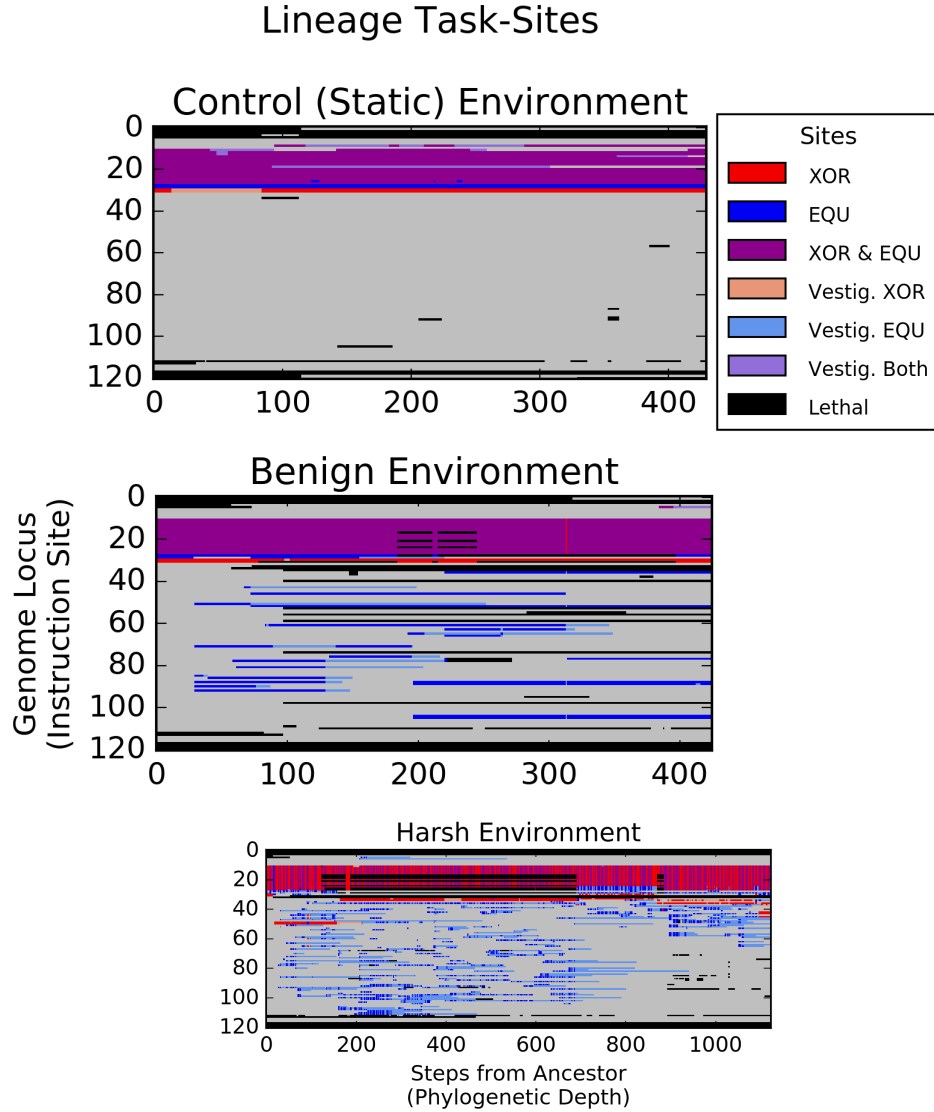 Lineage Task-Sites
Control (Static) Environment
0
20
40
60
80
100
120
0 100 200 300 400
Sites
XOR
EQU
XOR & EQU
Vestig. XOR
Vestig. EQU
Vestig. Both
Lethal
Benign Environment
Genome Locus
(Instruction Site)
0
20
40
60
80
100
120
0 100 200 300 400
Harsh Environment
0
20
40
60
80
100
120
0 200 400 600 800 1000
Steps from Ancestor
(Phylogenetic Depth)